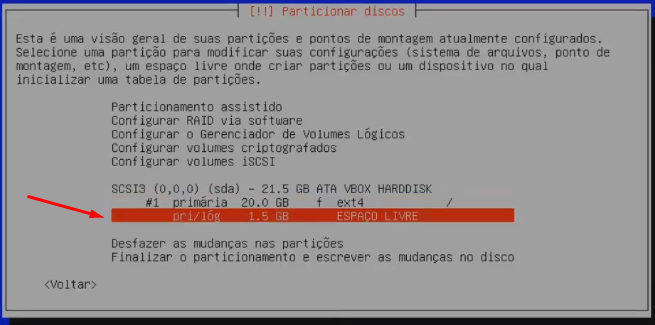 [!!] Particionar discos
Esta é uma visão geral de suas partições e pontos de montagem atualmente configurados.
Selecione uma partição para modificar suas configurações (sistema de arquivos, ponto de
montagem, etc), um espaço livre onde criar partições ou um dispositivo no qual
inicializar uma tabela de partições.
Particionamento assistido
Configurar RAID via software
Configurar o Gerenciador de Volumes Lógicos
Configurar volumes criptografados
Configurar volumes iSCSI
SCSI3 (0,0,0) (sda) - 21.5 GB ATA VBOX HARDDISK
#1 primária 20.0 GB f ext4 /
pri/lóg 1.5 GB ESPAÇO LIVRE
Desfazer as mudanças nas partições
Finalizar o particionamento e escrever as mudanças no disco
<Voltar>